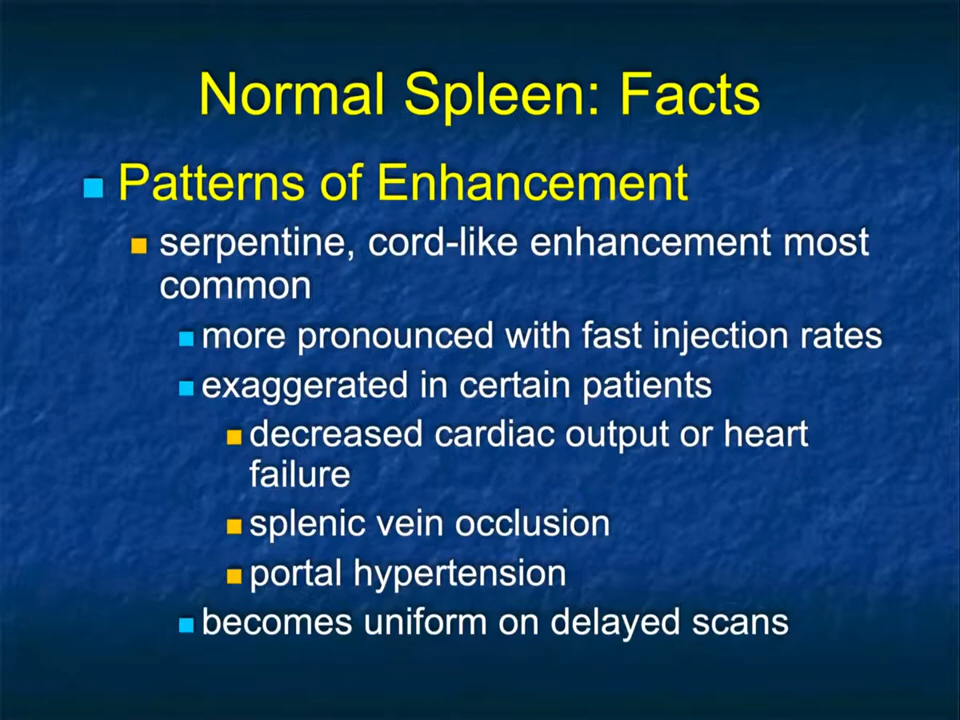 Normal Spleen: Facts
Patterns of Enhancement
serpentine, cord-like enhancement most
common
more pronounced with fast injection rates
exaggerated in certain patients
decreased cardiac output or heart
failure
splenic vein occlusion
portal hypertension
becomes uniform on delayed scans